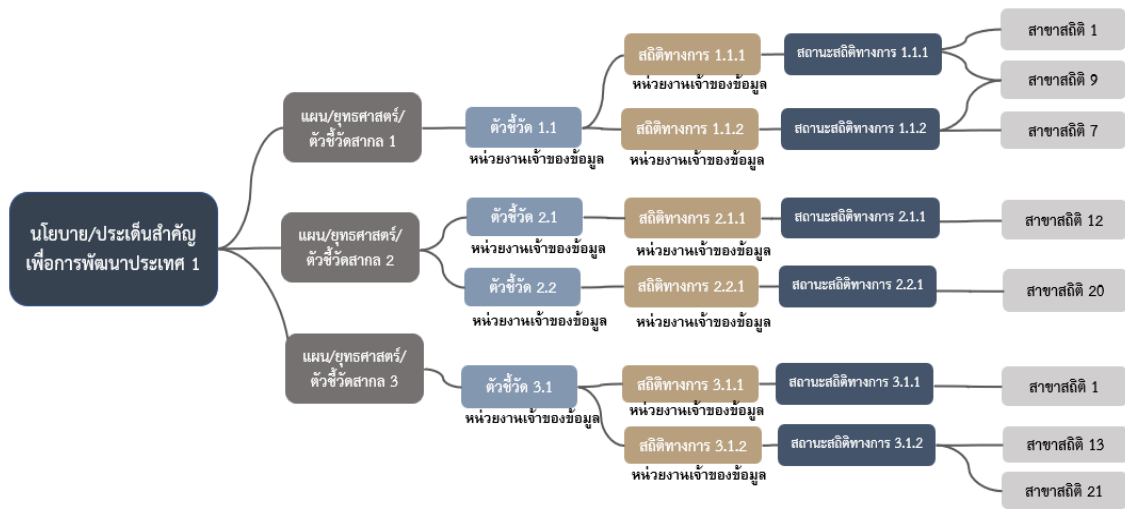 นโยบาย/ประเด็นสำคัญ
เพื่อการพัฒนาประเทศ 1
แผน/ยุทธศาสตร์/
ตัวชี้วัดสากล 1
ตัวชี้วัด 1.1
หน่วยงานเจ้าของข้อมูล
สถิติทางการ 1.1.1
หน่วยงานเจ้าของข้อมูล
สถานะสถิติทางการ 1.1.1
สาขาสถิติ 1
สาขาสถิติ 9
สถิติทางการ 1.1.2
หน่วยงานเจ้าของข้อมูล
สถานะสถิติทางการ 1.1.2
สาขาสถิติ 7
แผน/ยุทธศาสตร์/
ตัวชี้วัดสากล 2
ตัวชี้วัด 2.1
หน่วยงานเจ้าของข้อมูล
สถิติทางการ 2.1.1
หน่วยงานเจ้าของข้อมูล
สถานะสถิติทางการ 2.1.1
สาขาสถิติ 12
ตัวชี้วัด 2.2
หน่วยงานเจ้าของข้อมูล
สถิติทางการ 2.2.1
หน่วยงานเจ้าของข้อมูล
สถานะสถิติทางการ 2.2.1
สาขาสถิติ 20
แผน/ยุทธศาสตร์/
ตัวชี้วัดสากล 3
ตัวชี้วัด 3.1
หน่วยงานเจ้าของข้อมูล
สถิติทางการ 3.1.1
หน่วยงานเจ้าของข้อมูล
สถานะสถิติทางการ 3.1.1
สาขาสถิติ 1
สถิติทางการ 3.1.2
หน่วยงานเจ้าของข้อมูล
สถานะสถิติทางการ 3.1.2
สาขาสถิติ 13
สาขาสถิติ 21